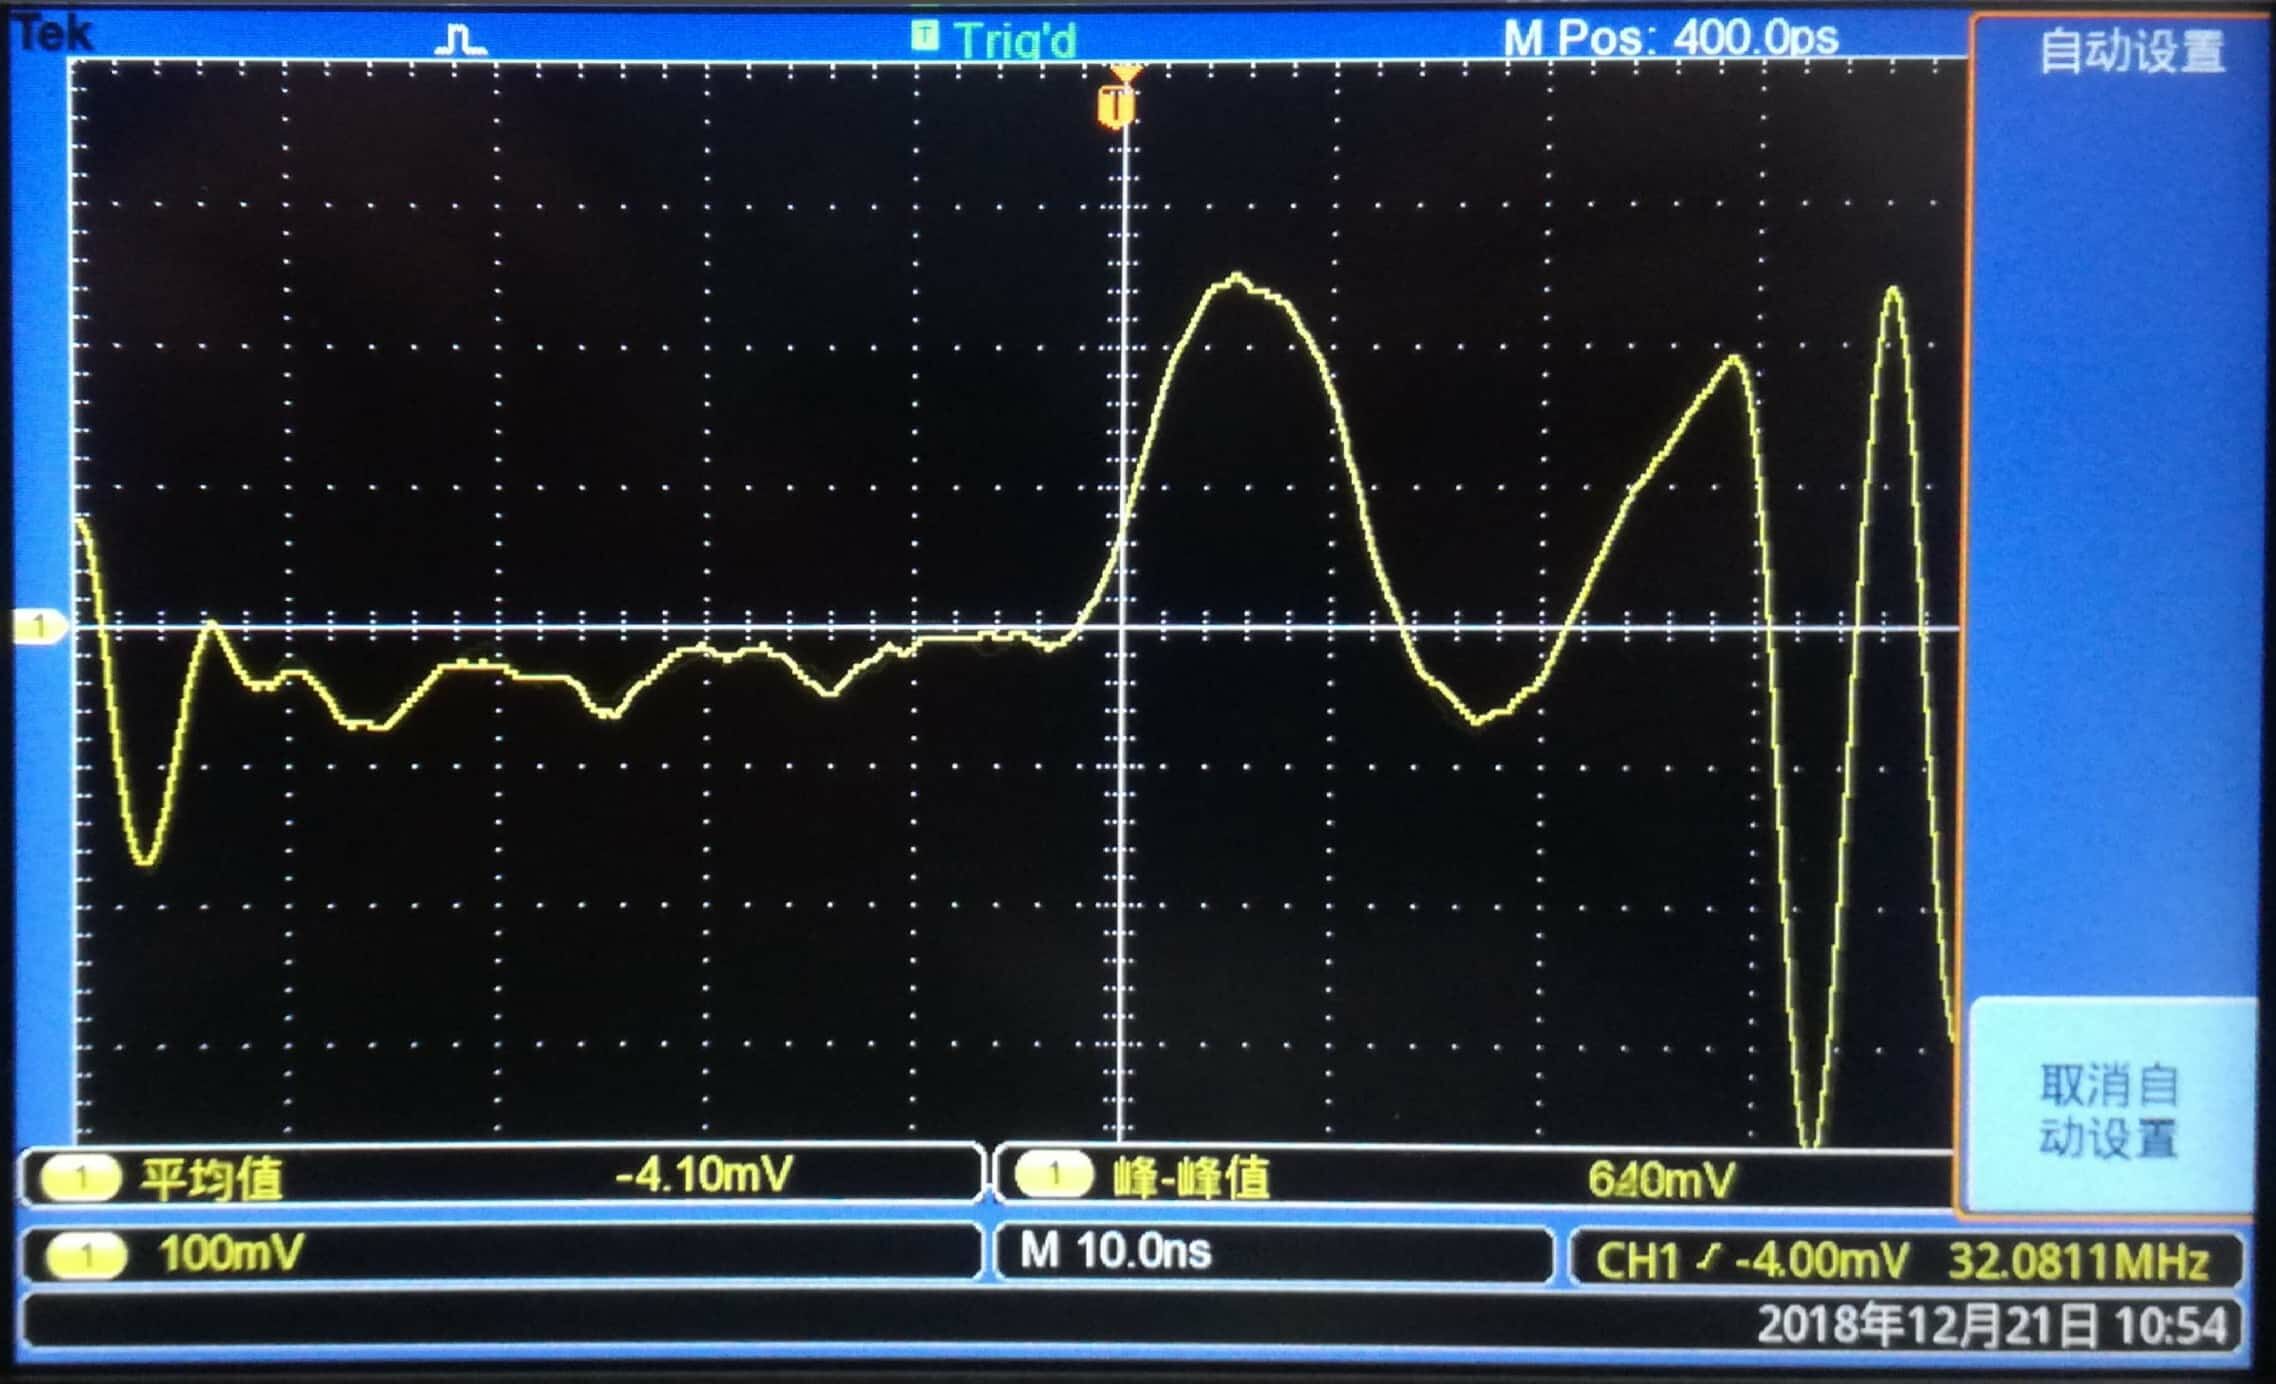 Tek
T Trig'd
M Pos: 400.0ps
自动设置
T
1
取消自
动设置
1 平均值 -4.10mV
1 峰-峰值
1 100mV
M 10.0ns
CH1 -4.00mV 32.0811MHz
2018年12月21日 10:54